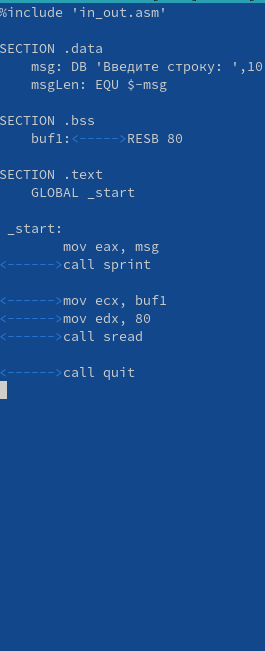 %include 'in_out.asm'
SECTION .data
msg: DB 'Введите строку: ',10
msgLen: EQU $-msg
SECTION .bss
buf1:<----->RESB 80
SECTION .text
GLOBAL _start
_start:
mov eax, msg
<------>call sprint
<------>mov ecx, buf1
<------>mov edx, 80
<------>call sread
<------>call quit